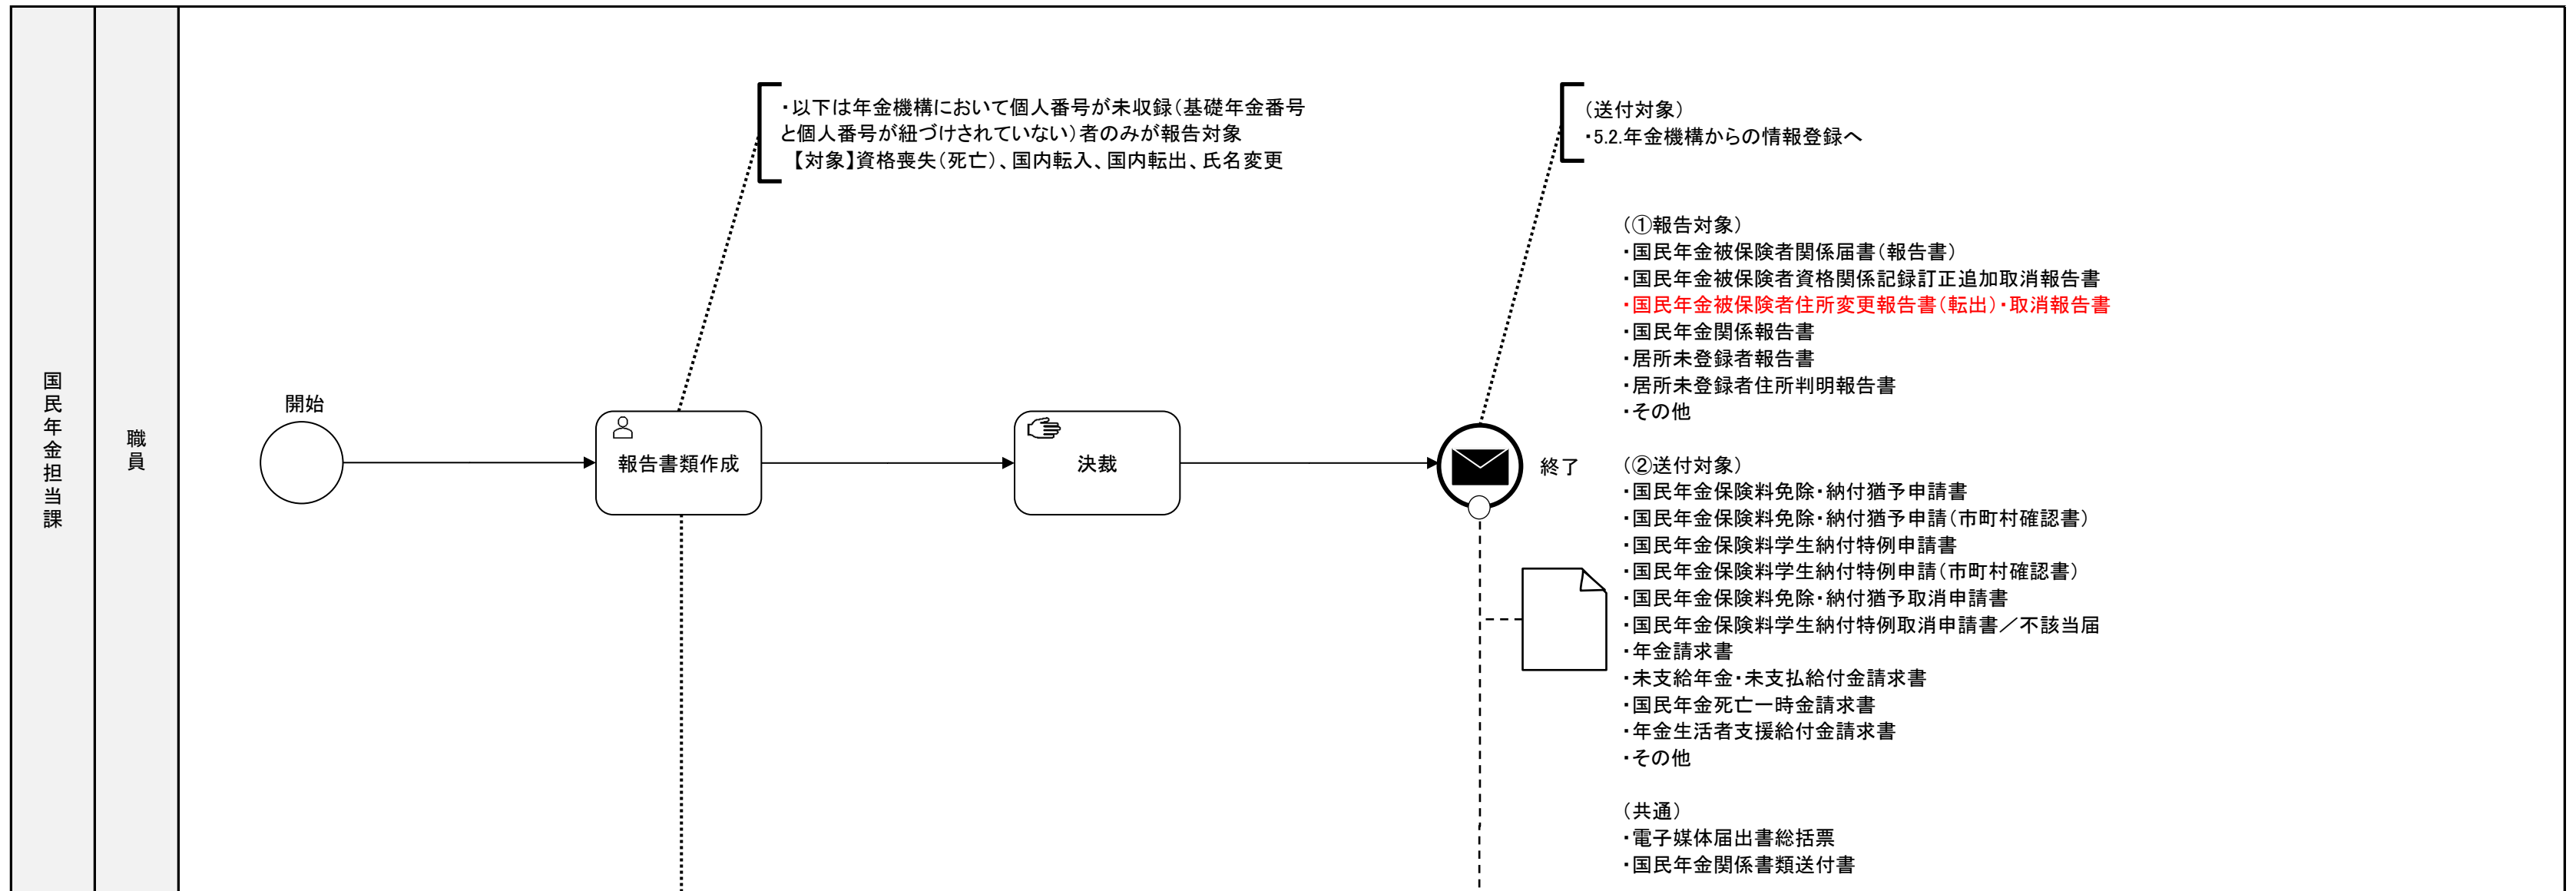 国民年金担当課
職員
・以下は年金機構において個人番号が未収録（基礎年金番号
と個人番号が紐づけされていない）者のみが報告対象
【対象】資格喪失（死亡）、国内転入、国内転出、氏名変更
（送付対象）
・5.2.年金機構からの情報登録へ
開始
報告書類作成
決裁
終了
（①報告対象）
・国民年金被保険者関係届書（報告書）
・国民年金被保険者資格関係記録訂正追加取消報告書
・国民年金被保険者住所変更報告書（転出）・取消報告書
・国民年金関係報告書
・居所未登録者報告書
・居所未登録者住所判明報告書
・その他
（②送付対象）
・国民年金保険料免除・納付猶予申請書
・国民年金保険料免除・納付猶予申請（市町村確認書）
・国民年金保険料学生納付特例申請書
・国民年金保険料学生納付特例申請（市町村確認書）
・国民年金保険料免除・納付猶予取消申請書
・国民年金保険料学生納付特例取消申請書／不該当届
・年金請求書
・未支給年金・未支払給付金請求書
・国民年金死亡一時金請求書
・年金生活者支援給付金請求書
・その他
（共通）
・電子媒体届出書総括票
・国民年金関係書類送付書